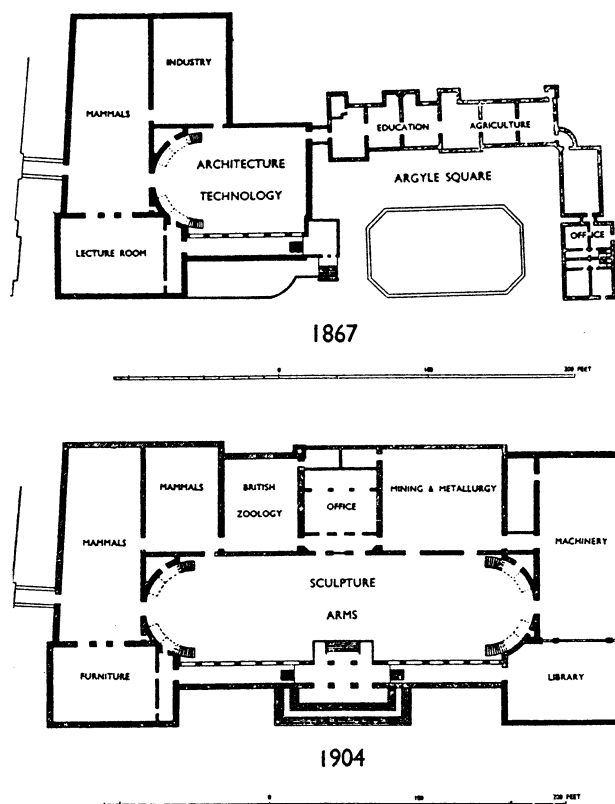 INDUSTRY
MAMMALS
EDUCATION
AGRICULTURE
ARCHITECTURE
TECHNOLOGY
ARGYLE SQUARE
LECTURE ROOM
OFFICE
1867
0 100 200 FEET
MAMMALS
BRITISH
ZOOLOGY
OFFICE
MINING & METALLURGY
MAMMALS
MACHINERY
SCULPTURE
ARMS
FURNITURE
LIBRARY
1904
0 100 200 FEET